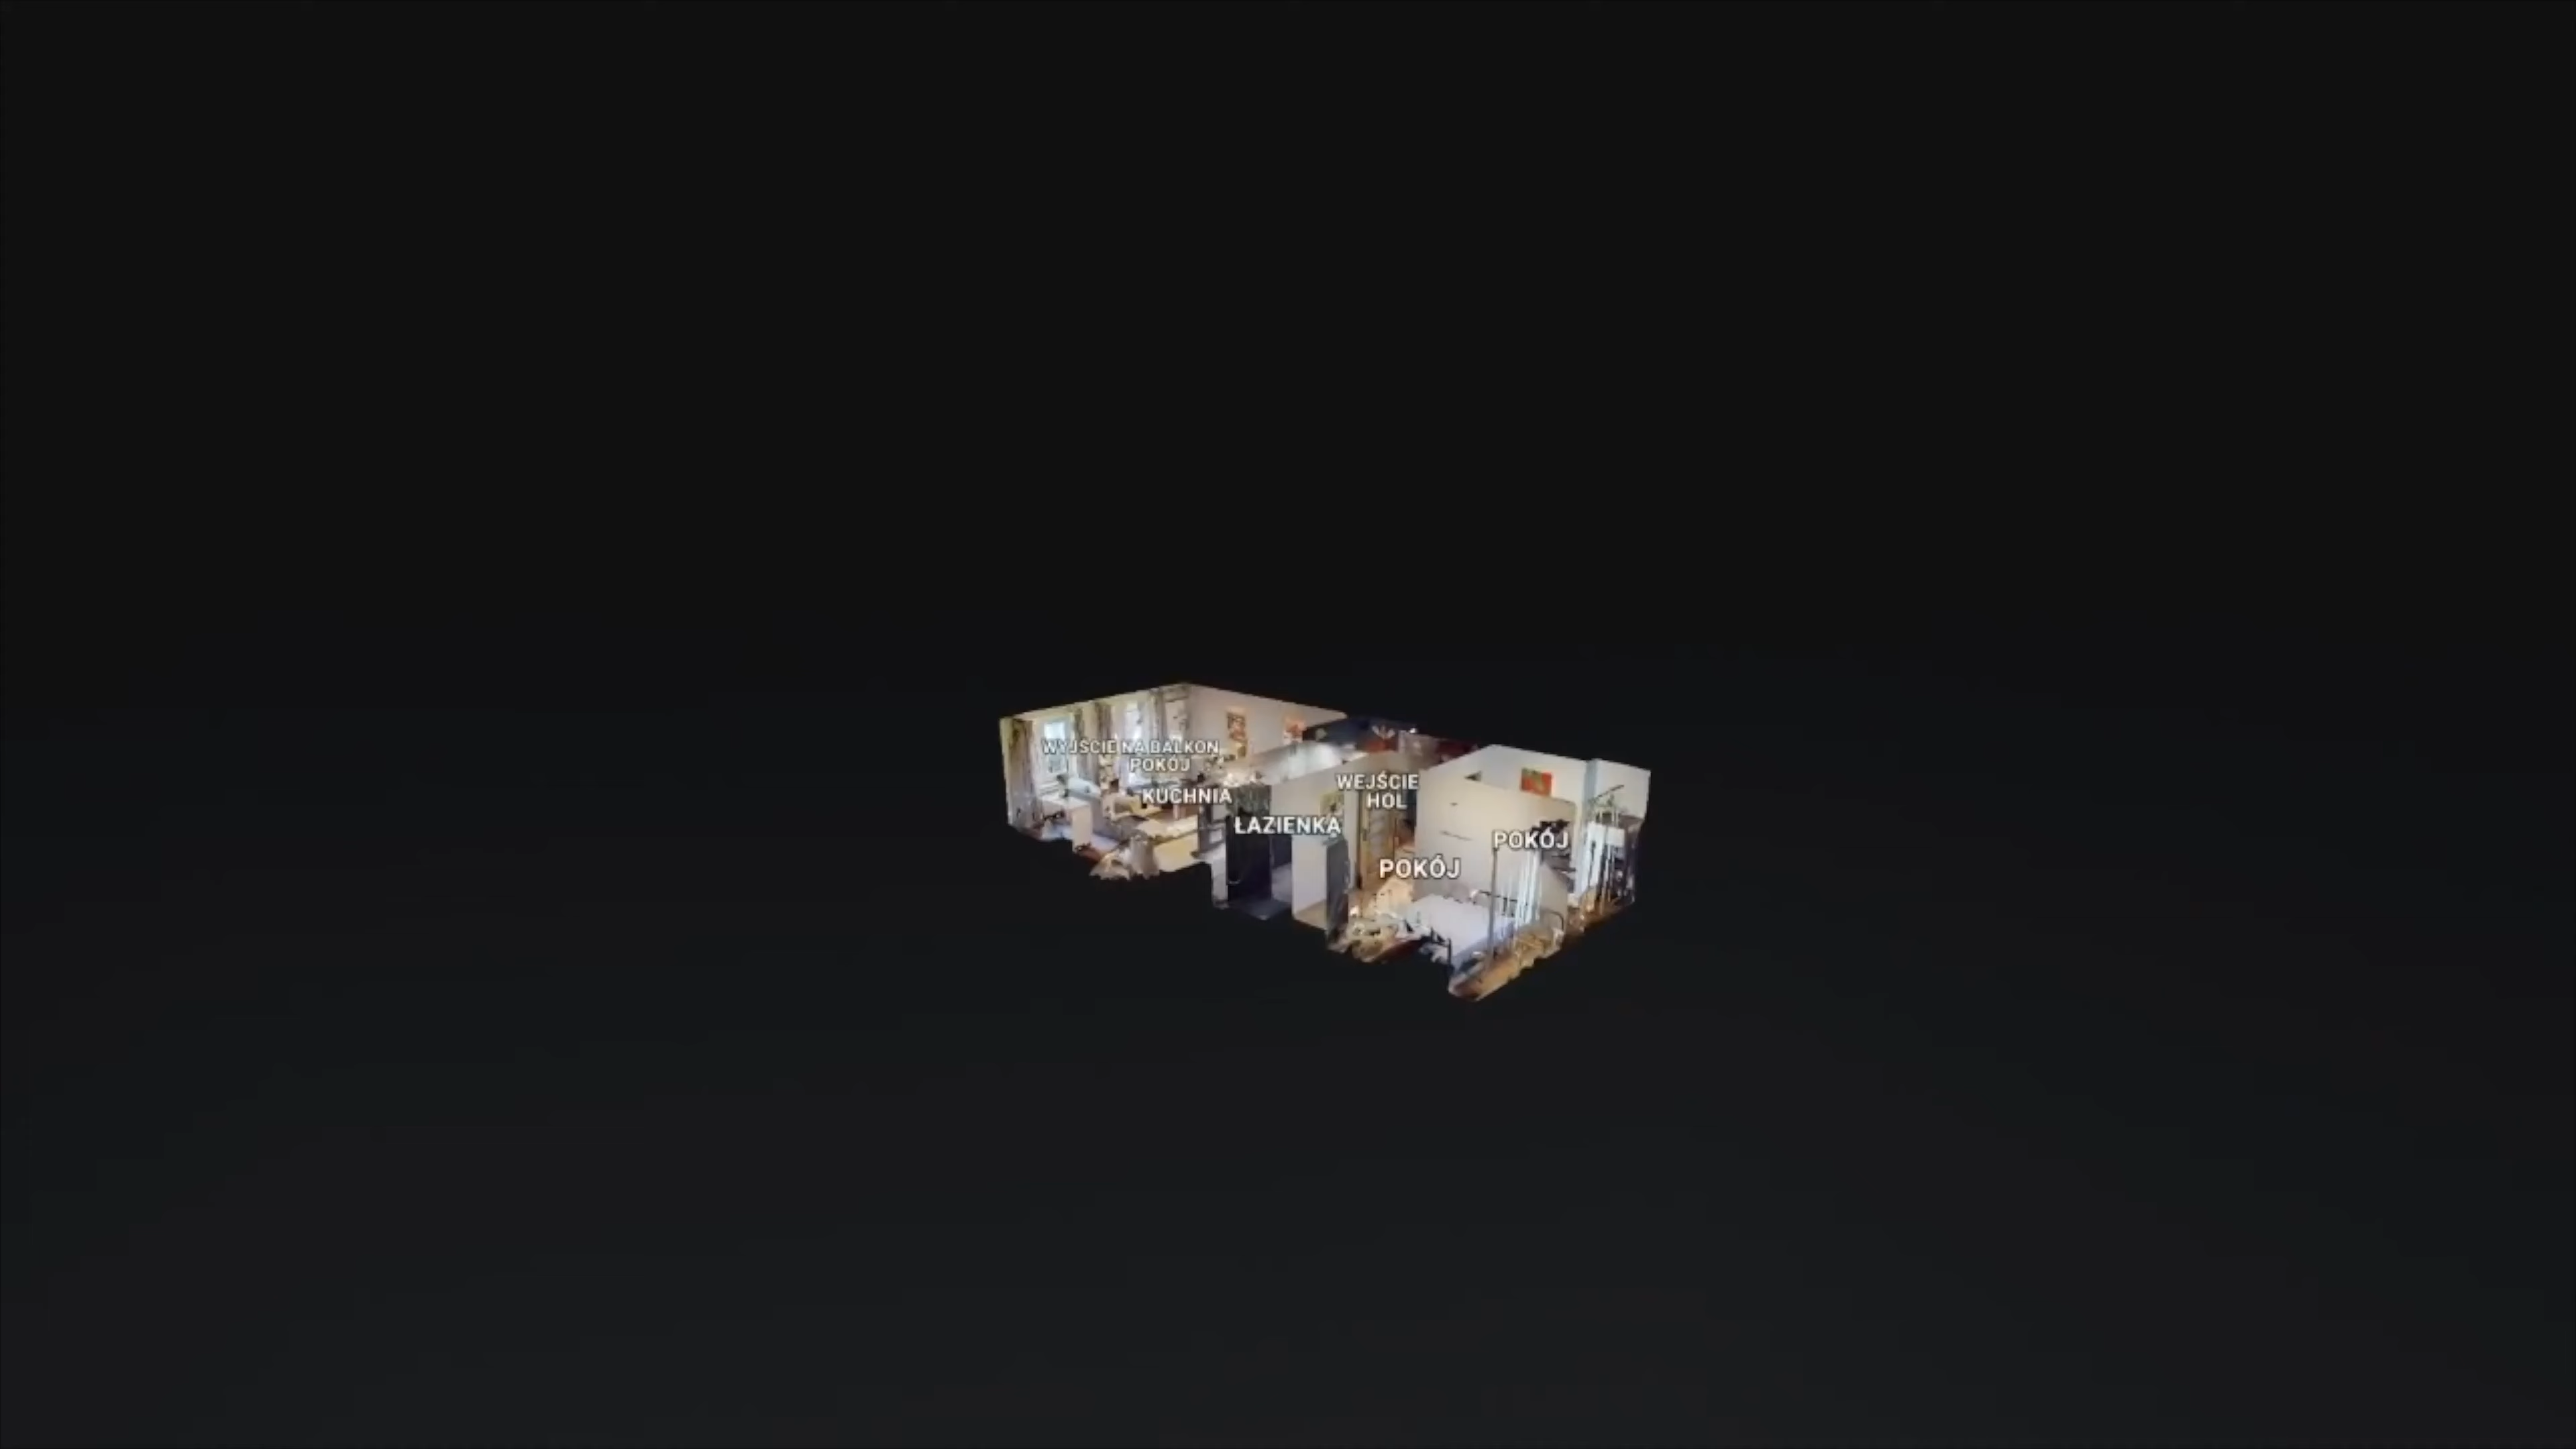 WYJŚCIE NA BALKON
POKÓJ
KUCHNIA
WEJŚCIE
HOL
ŁAZIENKA
POKÓJ
POKÓJ